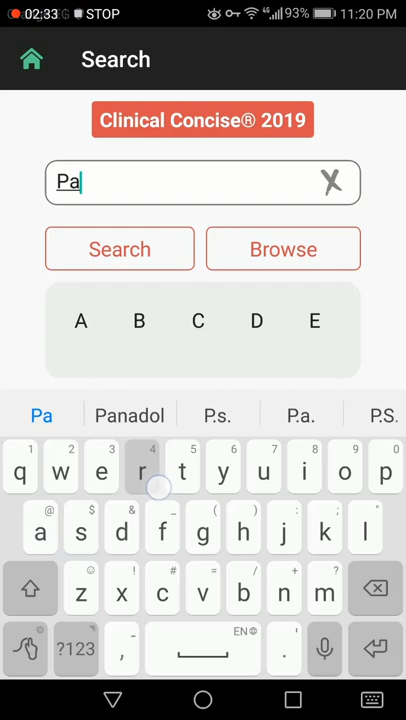 02:33 STOP 4G 93% 11:20 PM
Search
Clinical Concise® 2019
Pa
Search Browse
A B C D E
Pa Panadol P.s. P.a. P.S.
1 2 3 4 5 6 7 8 9 0
q w e r t y u i o p
@ $ & _ ( ) : ; "
a s d f g h j k l
! # / + ?
z x c v b n m
EN
?123 , .